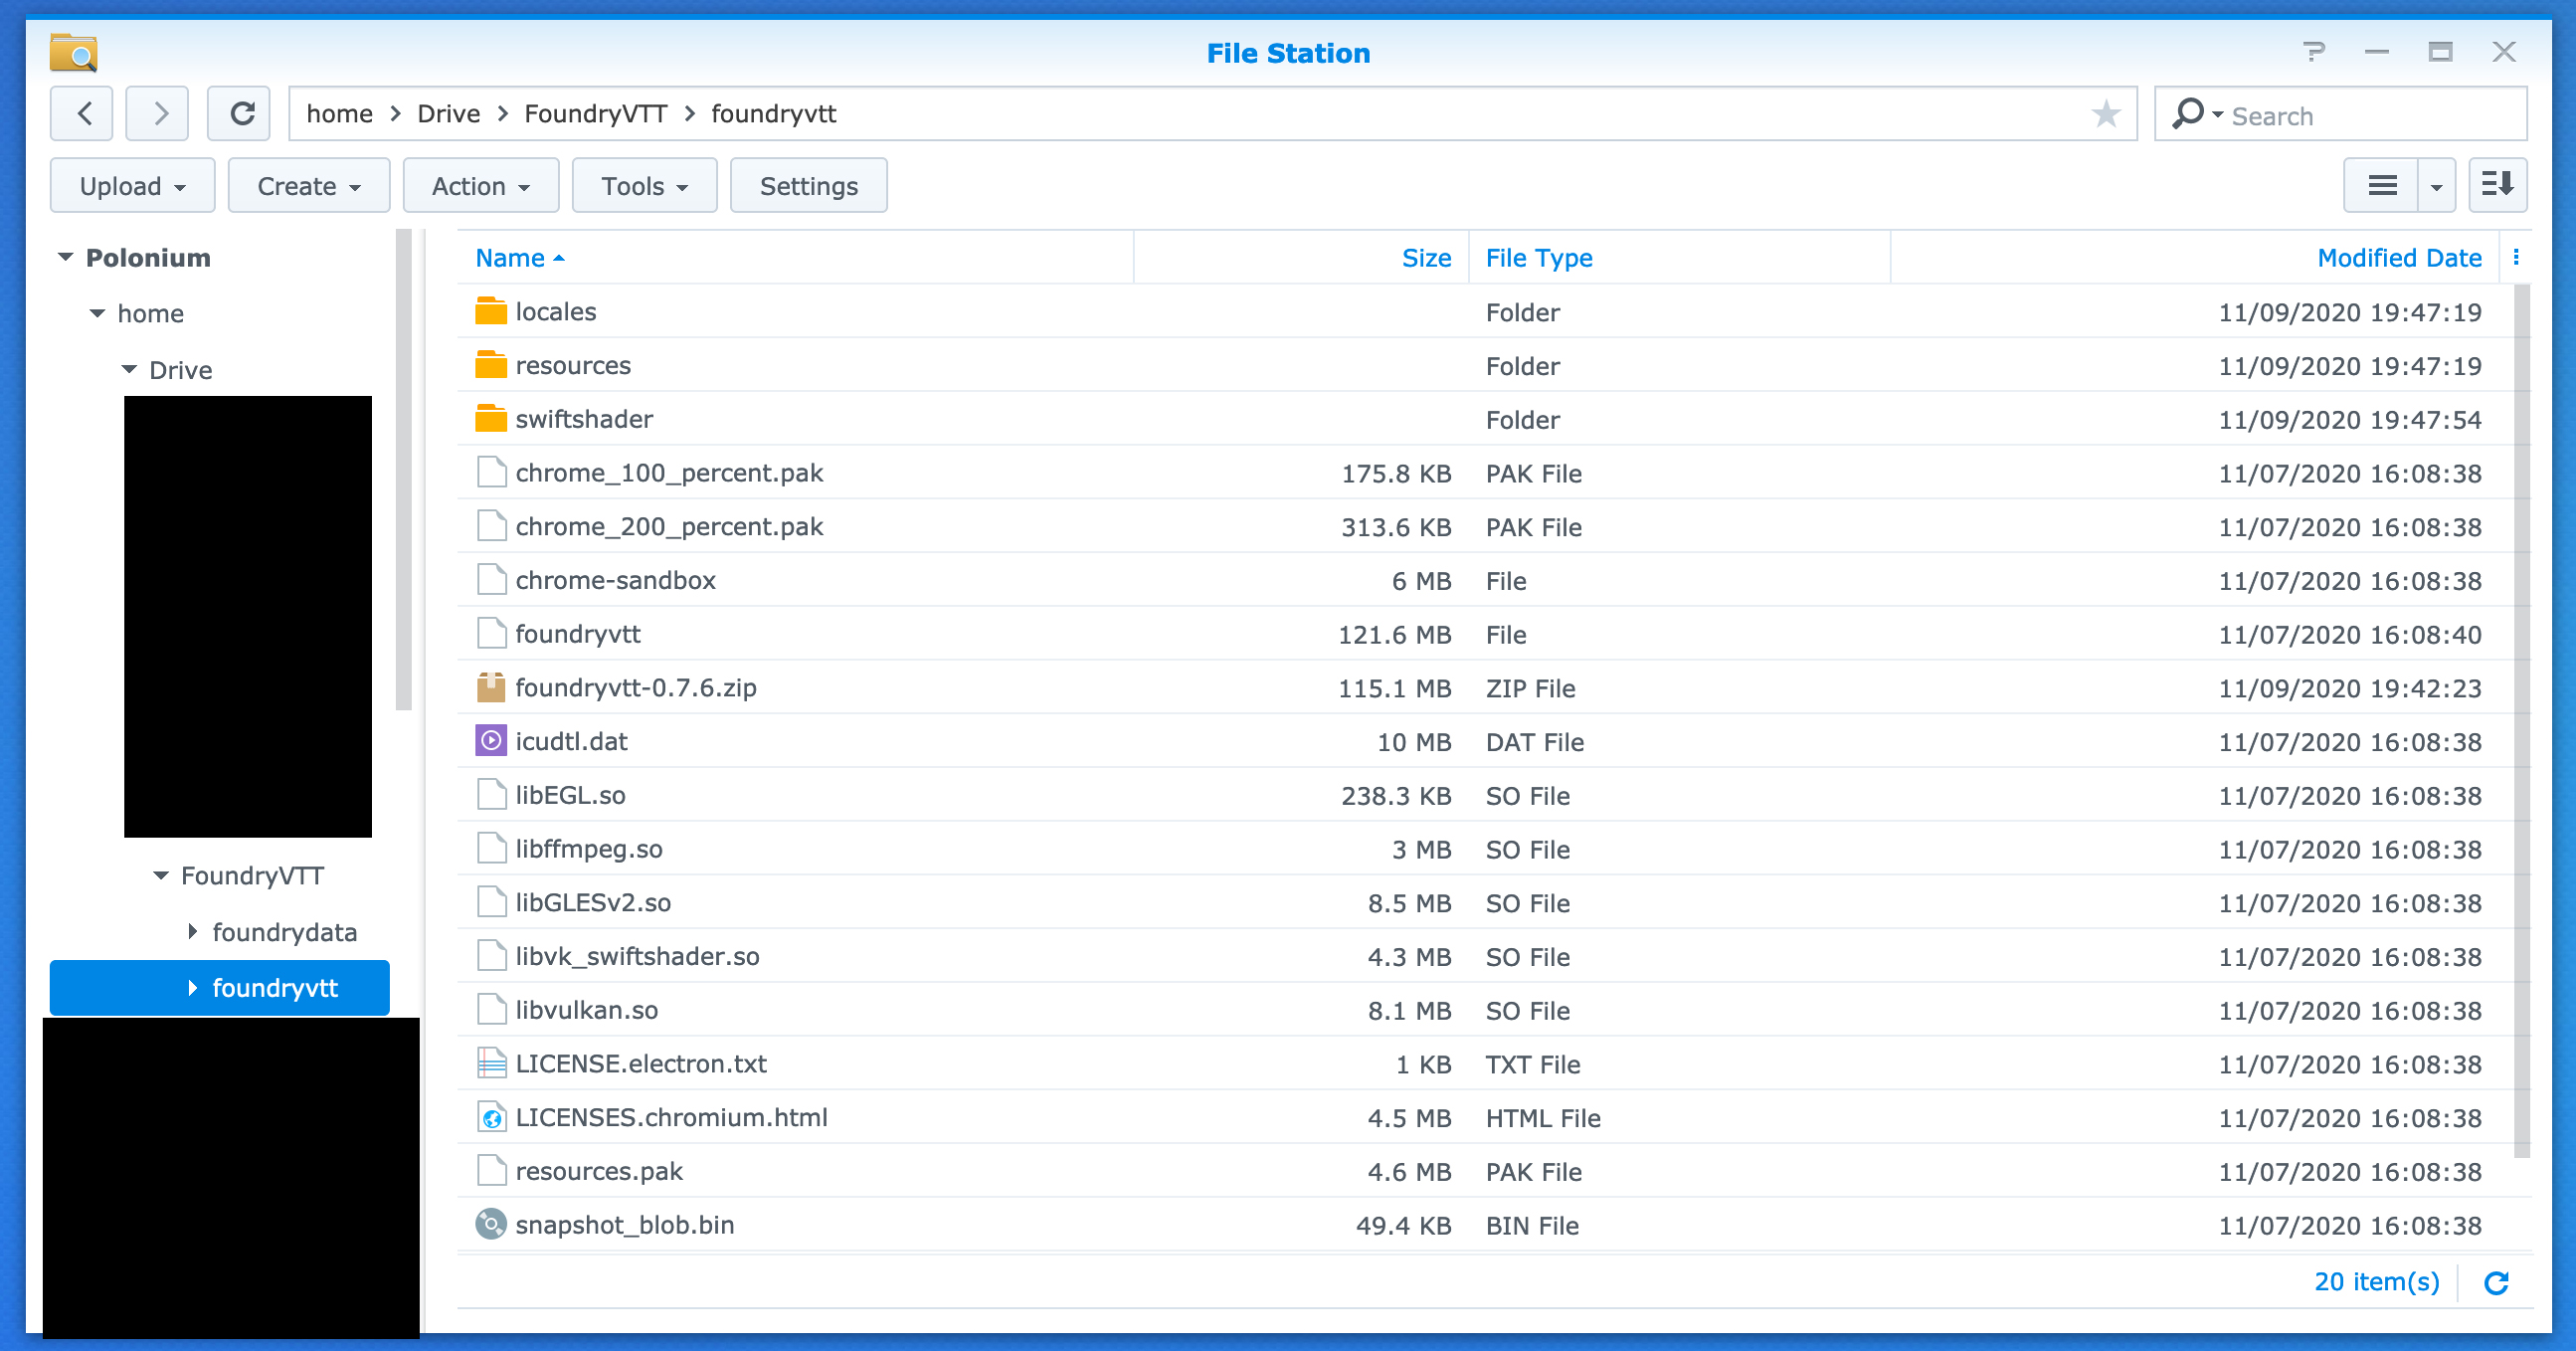 File Station
home Drive FoundryVTT foundryvtt
Search
Upload Create Action Tools Settings
Polonium
home
Drive
FoundryVTT
foundrydata
foundryvtt
Name Size File Type Modified Date
locales Folder 11/09/2020 19:47:19
resources Folder 11/09/2020 19:47:19
swiftshader Folder 11/09/2020 19:47:54
chrome_100_percent.pak 175.8 KB PAK File 11/07/2020 16:08:38
chrome_200_percent.pak 313.6 KB PAK File 11/07/2020 16:08:38
chrome-sandbox 6 MB File 11/07/2020 16:08:38
foundryvtt 121.6 MB File 11/07/2020 16:08:40
foundryvtt-0.7.6.zip 115.1 MB ZIP File 11/09/2020 19:42:23
icudtl.dat 10 MB DAT File 11/07/2020 16:08:38
libEGL.so 238.3 KB SO File 11/07/2020 16:08:38
libffmpeg.so 3 MB SO File 11/07/2020 16:08:38
libGLESv2.so 8.5 MB SO File 11/07/2020 16:08:38
libvk_swiftshader.so 4.3 MB SO File 11/07/2020 16:08:38
libvulkan.so 8.1 MB SO File 11/07/2020 16:08:38
LICENSE.electron.txt 1 KB TXT File 11/07/2020 16:08:38
LICENSES.chromium.html 4.5 MB HTML File 11/07/2020 16:08:38
resources.pak 4.6 MB PAK File 11/07/2020 16:08:38
snapshot_blob.bin 49.4 KB BIN File 11/07/2020 16:08:38
20 item(s)